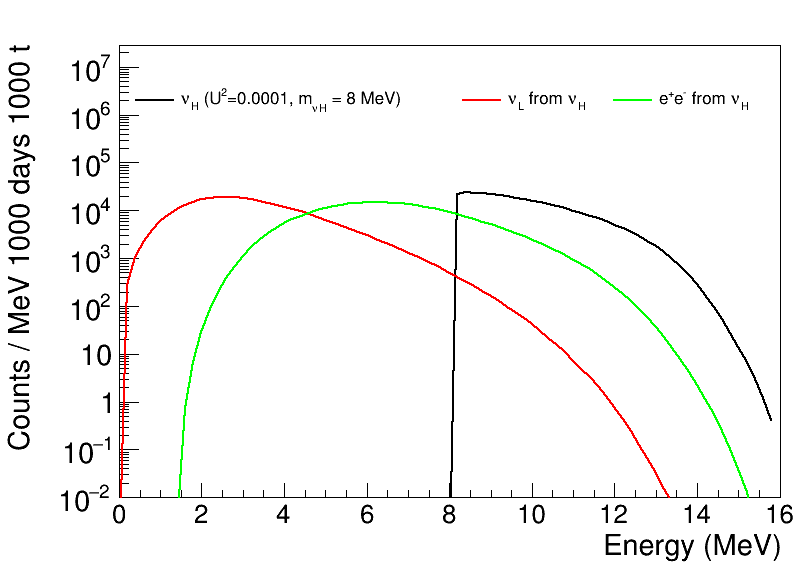 Counts / MeV 1000 days 1000 t
10⁷
10⁶
10⁵
10⁴
10³
10²
10
1
10⁻¹
10⁻²
ν_H (U²=0.0001, m_νH = 8 MeV)
ν_L from ν_H
e⁺e⁻ from ν_H
0 2 4 6 8 10 12 14 16
Energy (MeV)